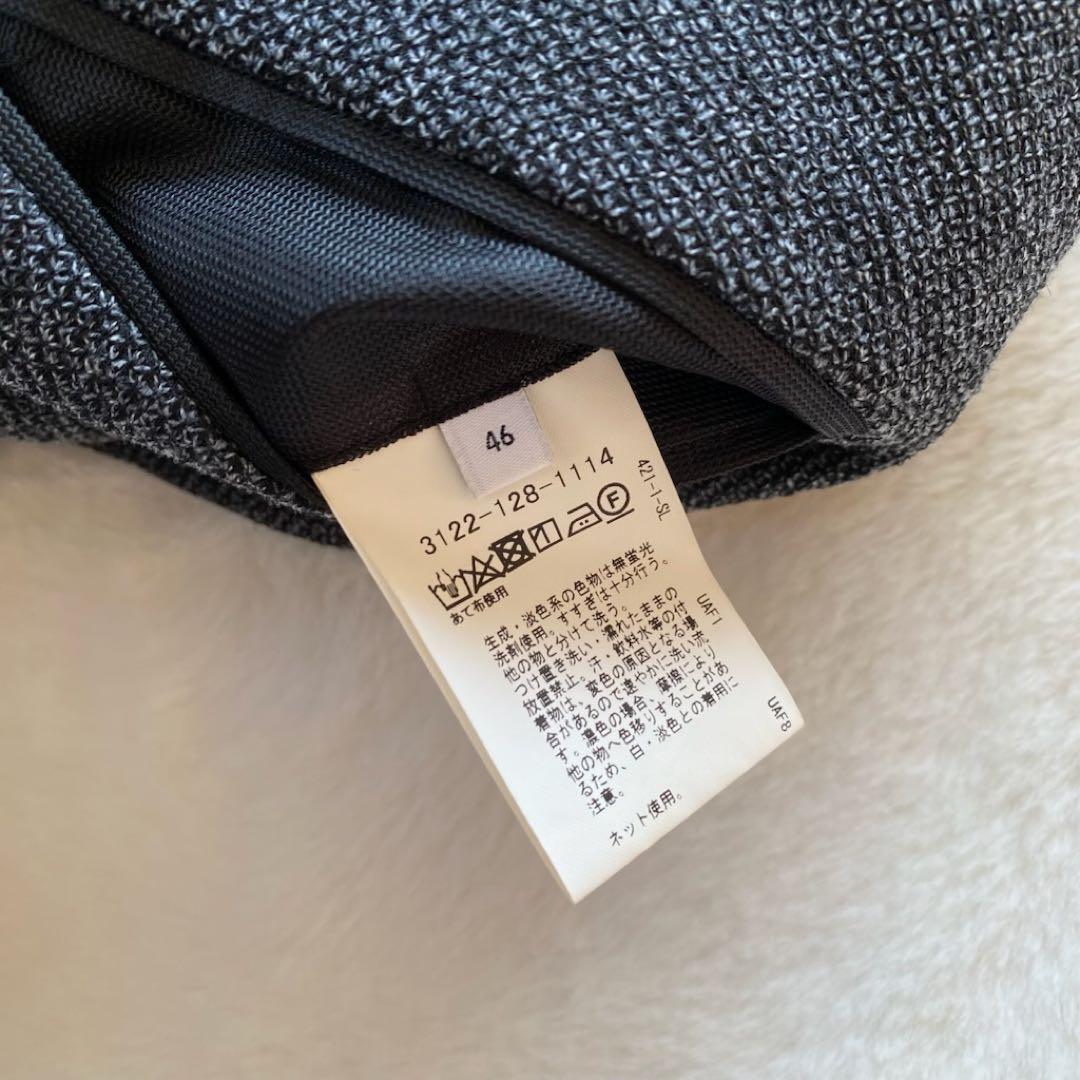 46
3122-128-1114
421-1-SL
あて布使用
生成・淡色系の色物は無蛍光
洗剤使用。すすぎは十分行う。
他の物と分けて洗う。
つけ置き洗い・濡れたままの
放置禁止。汗、飲料水等の付
着物は、変色の原因となる場
合があるので速やかに洗い流
す。濃色の場合、摩擦により
他の物へ色移りすることがあ
るため、白・淡色との着用に
注意。
UAF1
ネット使用。
UAF8